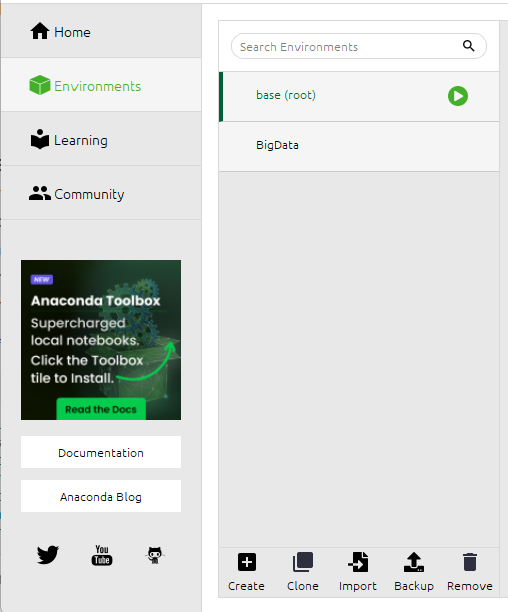 Home
Environments
Learning
Community
NEW
Anaconda Toolbox
Supercharged
local notebooks.
Click the Toolbox
tile to Install.
Read the Docs
Documentation
Anaconda Blog
You
Tube
Search Environments
base (root)
BigData
Create
Clone
Import
Backup
Remove